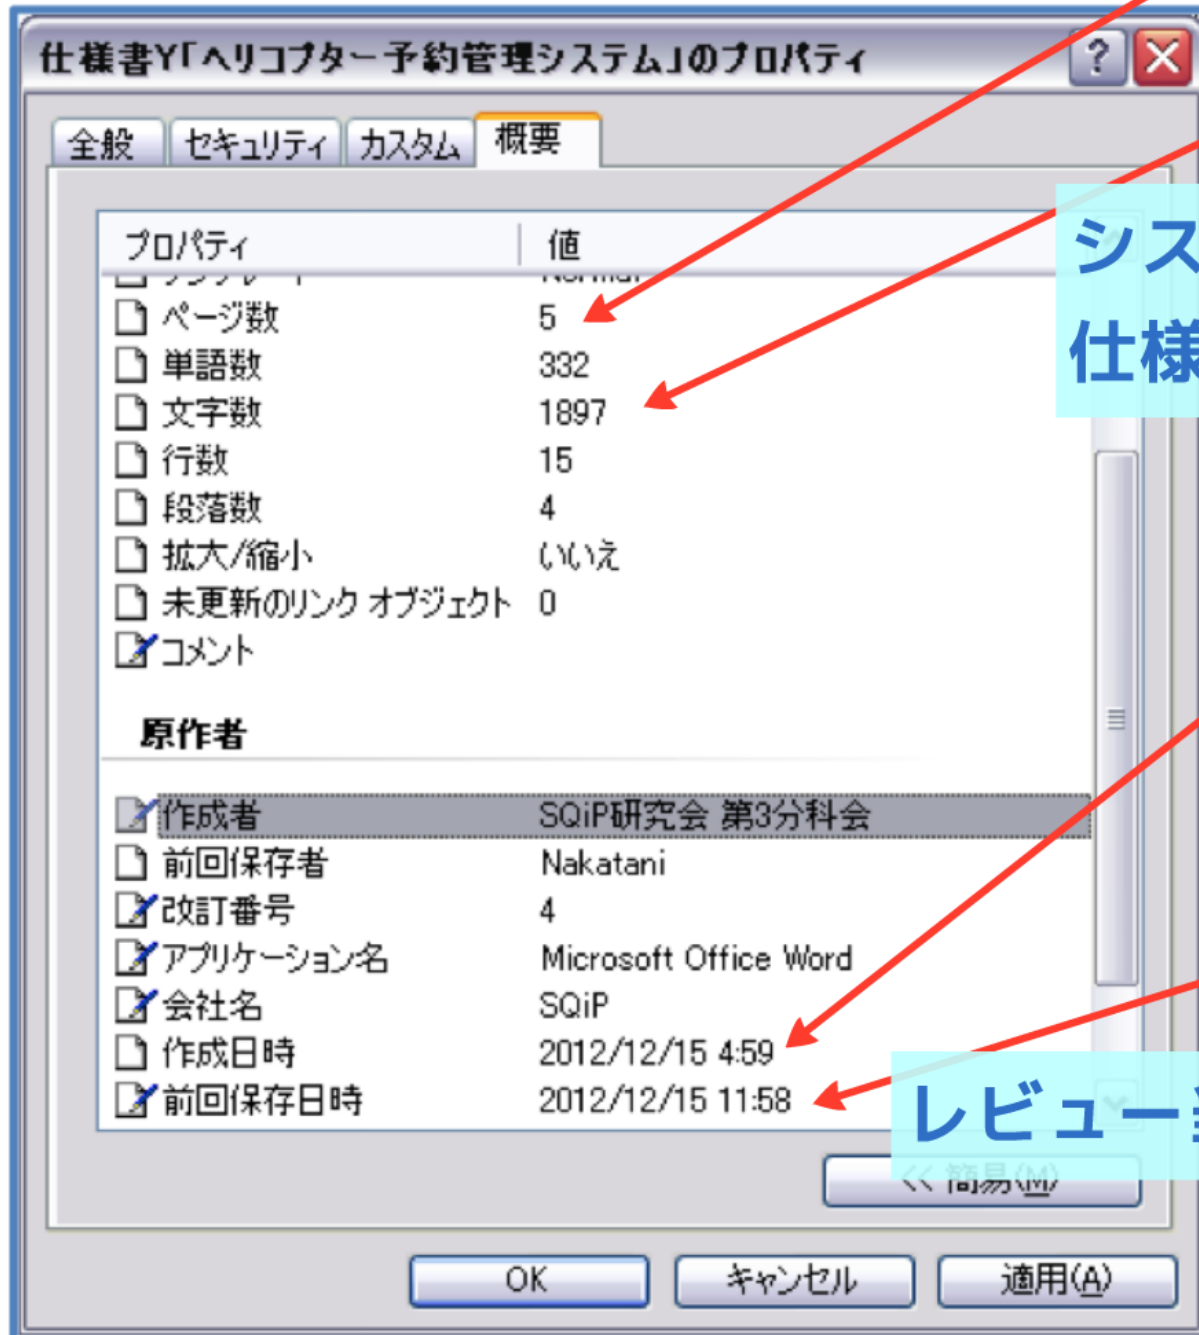 仕様書Y「ヘリコプター予約管理システム」のプロパティ
全般 セキュリティ カスタム 概要
プロパティ 値
ページ数 5
単語数 332
文字数 1897
行数 15
段落数 4
拡大/縮小 いいえ
未更新のリンク オブジェクト 0
コメント
原作者
作成者 SQiP研究会 第3分科会
前回保存者 Nakatani
改訂番号 4
アプリケーション名 Microsoft Office Word
会社名 SQiP
作成日時 2012/12/15 4:59
前回保存日時 2012/12/15 11:58
シス
仕様
レビュー
<< 簡易(M)
OK キャンセル 適用(A)